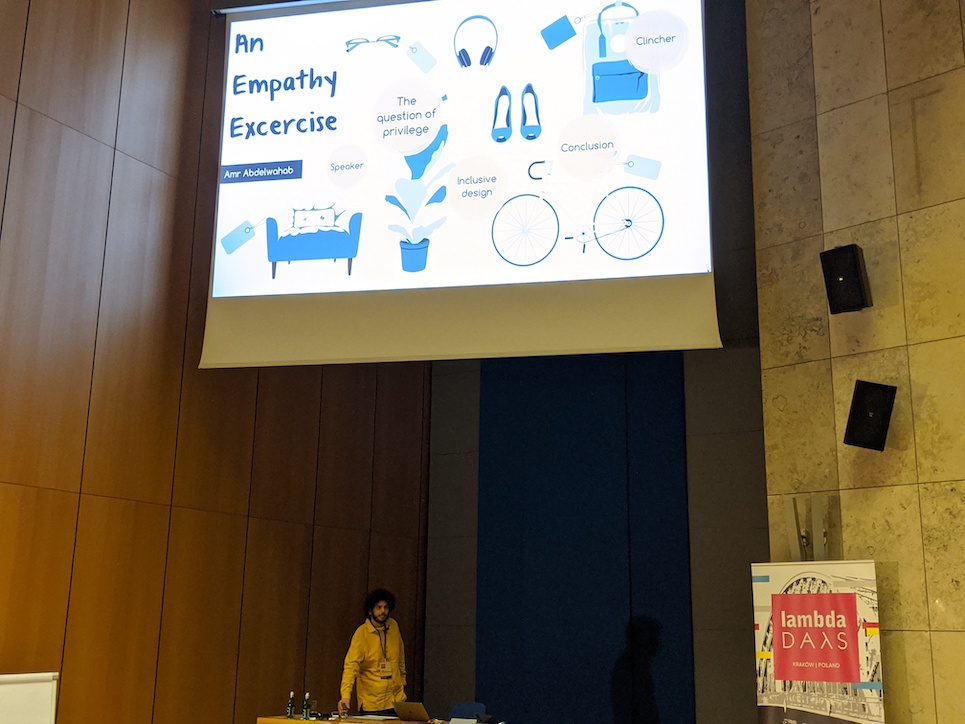 An
Empathy
Excercise
Amr Abdelwahab
Speaker
The
question of
privilege
Inclusive
design
Conclusion
Clincher
lambda
DAYS
KRAKÓW | POLAND